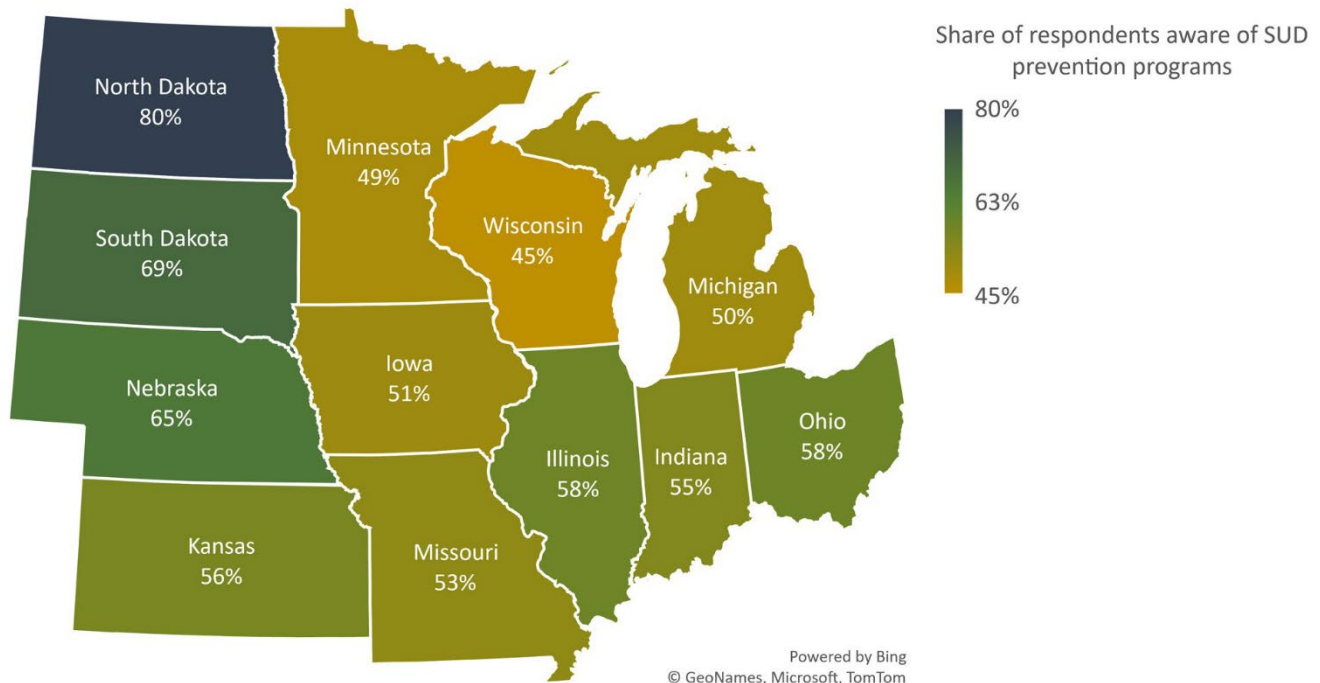 Share of respondents aware of SUD
prevention programs
80%
63%
45%
North Dakota
80%
Minnesota
49%
South Dakota
69%
Wisconsin
45%
Michigan
50%
Nebraska
65%
Iowa
51%
Illinois
58%
Indiana
55%
Ohio
58%
Kansas
56%
Missouri
53%
Powered by Bing
© GeoNames, Microsoft, TomTom